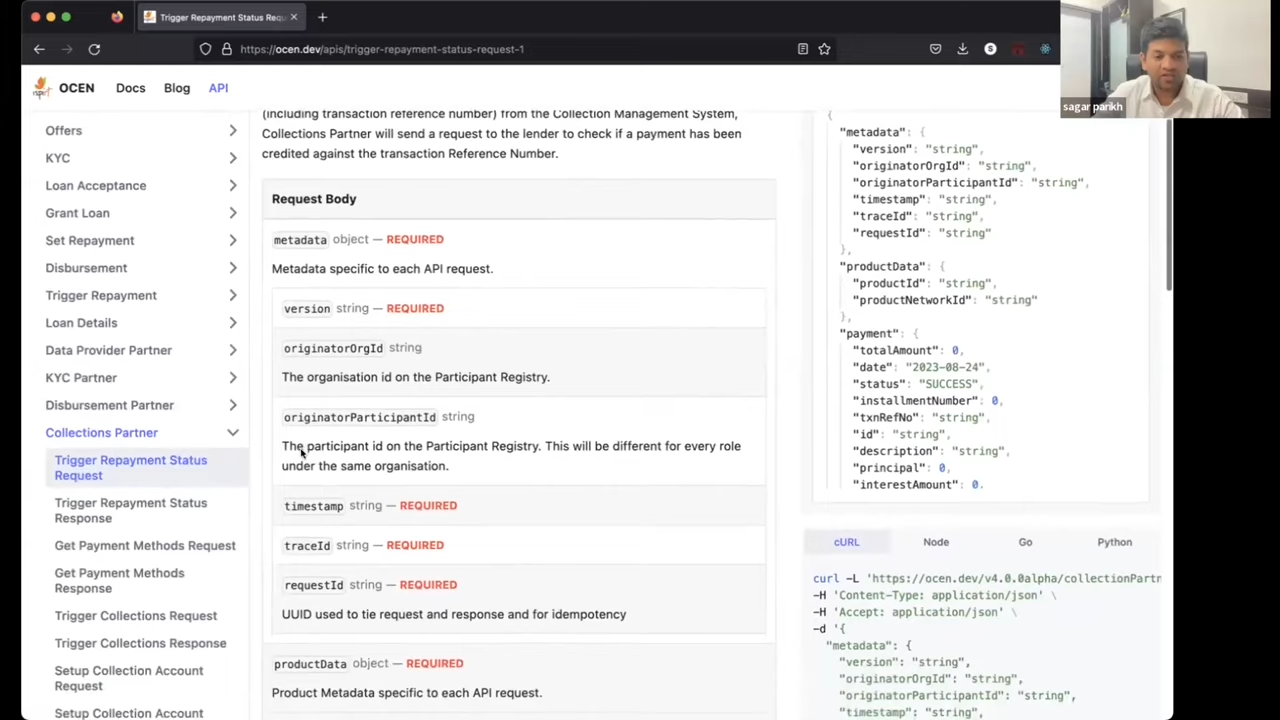 Trigger Repayment Status Requ
https://ocen.dev/apis/trigger-repayment-status-request-1
S
sagar parikh
OCEN
Docs
Blog
API
Offers
KYC
Loan Acceptance
Grant Loan
Set Repayment
Disbursement
Trigger Repayment
Loan Details
Data Provider Partner
KYC Partner
Disbursement Partner
Collections Partner
Trigger Repayment Status
Request
Trigger Repayment Status
Response
Get Payment Methods Request
Get Payment Methods
Response
Trigger Collections Request
Trigger Collections Response
Setup Collection Account
Request
Setup Collection Account
(including transaction reference number) from the Collection Management System,
Collections Partner will send a request to the lender to check if a payment has been
credited against the transaction Reference Number.
Request Body
metadata object — REQUIRED
Metadata specific to each API request.
version string — REQUIRED
originatorOrgId string
The organisation id on the Participant Registry.
originatorParticipantId string
The participant id on the Participant Registry. This will be different for every role
under the same organisation.
timestamp string — REQUIRED
traceId string — REQUIRED
requestId string — REQUIRED
UUID used to tie request and response and for idempotency
productData object — REQUIRED
Product Metadata specific to each API request.
{
"metadata": {
"version": "string",
"originatorOrgId": "string",
"originatorParticipantId": "string",
"timestamp": "string",
"traceId": "string",
"requestId": "string"
},
"productData": {
"productId": "string",
"productNetworkId": "string"
},
"payment": {
"totalAmount": 0,
"date": "2023-08-24",
"status": "SUCCESS",
"installmentNumber": 0,
"txnRefNo": "string",
"id": "string",
"description": "string",
"principal": 0,
"interestAmount": 0,
cURL
Node
Go
Python
curl -L 'https://ocen.dev/v4.0.0alpha/collectionPartn
-H 'Content-Type: application/json' \
-H 'Accept: application/json' \
-d '{
"metadata": {
"version": "string",
"originatorOrgId": "string",
"originatorParticipantId": "string",
"timestamp": "string",